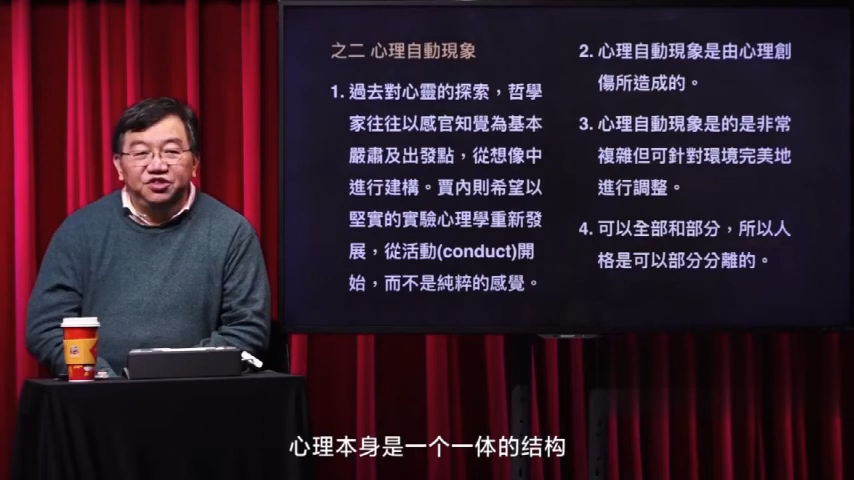 之二 心理自動現象
1. 過去對心靈的探索，哲學
家往往以感官知覺為基本
嚴肅及出發點，從想像中
進行建構。賈內則希望以
堅實的實驗心理學重新發
展，從活動(conduct)開
始，而不是純粹的感覺。
2. 心理自動現象是由心理創
傷所造成的。
3. 心理自動現象是的是非常
複雜但可針對環境完美地
進行調整。
4. 可以全部和部分，所以人
格是可以部分分離的。
心理本身是一个一体的结构